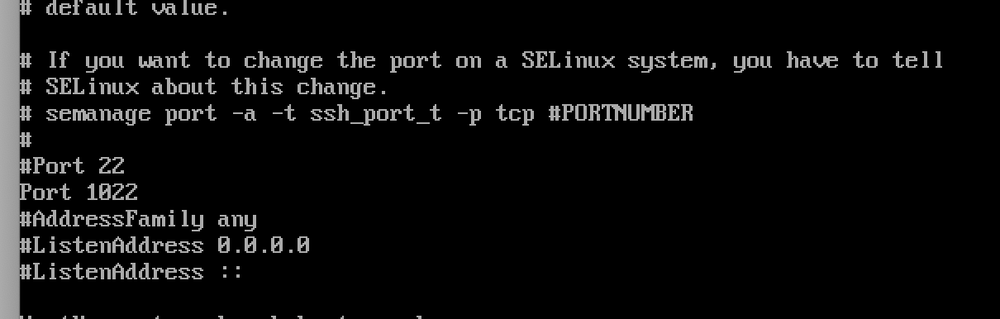 # default value.
# If you want to change the port on a SELinux system, you have to tell
# SELinux about this change.
# semanage port -a -t ssh_port_t -p tcp #PORTNUMBER
#
#Port 22
Port 1022
#AddressFamily any
#ListenAddress 0.0.0.0
#ListenAddress ::